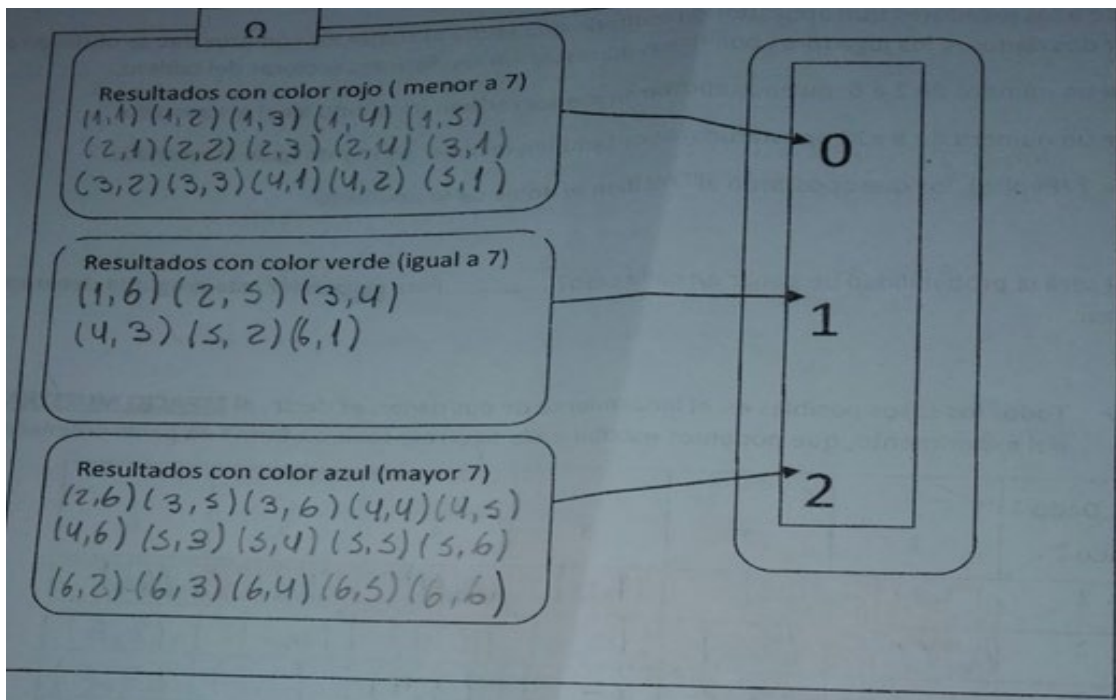 Ω
Resultados con color rojo ( menor a 7)
(1,1) (1,2) (1,3) (1,4) (1,5)
(2,1) (2,2) (2,3) (2,4) (3,1)
(3,2) (3,3) (4,1) (4,2) (5,1)
0
Resultados con color verde (igual a 7)
(1,6) (2,5) (3,4)
(4,3) (5,2) (6,1)
1
Resultados con color azul (mayor 7)
(2,6) (3,5) (3,6) (4,4) (4,5)
(4,6) (5,3) (5,4) (5,5) (5,6)
(6,2) (6,3) (6,4) (6,5) (6,6)
2